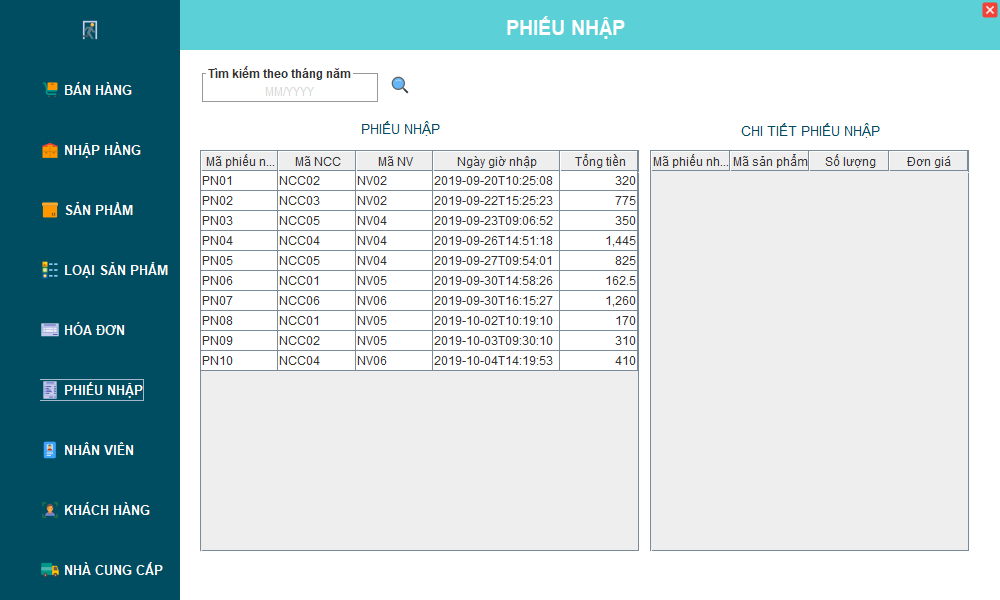 PHIẾU NHẬP
BÁN HÀNG
NHẬP HÀNG
SẢN PHẨM
LOẠI SẢN PHẨM
HÓA ĐƠN
PHIẾU NHẬP
NHÂN VIÊN
KHÁCH HÀNG
NHÀ CUNG CẤP
Tìm kiếm theo tháng năm
MM/YYYY
PHIẾU NHẬP
Mã phiếu n... Mã NCC Mã NV Ngày giờ nhập Tổng tiền
PN01 NCC02 NV02 2019-09-20T10:25:08 320
PN02 NCC03 NV02 2019-09-22T15:25:23 775
PN03 NCC05 NV04 2019-09-23T09:06:52 350
PN04 NCC04 NV04 2019-09-26T14:51:18 1,445
PN05 NCC05 NV04 2019-09-27T09:54:01 825
PN06 NCC01 NV05 2019-09-30T14:58:26 162.5
PN07 NCC06 NV06 2019-09-30T16:15:27 1,260
PN08 NCC01 NV05 2019-10-02T10:19:10 170
PN09 NCC02 NV05 2019-10-03T09:30:10 310
PN10 NCC04 NV06 2019-10-04T14:19:53 410
CHI TIẾT PHIẾU NHẬP
Mã phiếu nh... Mã sản phẩm Số lượng Đơn giá